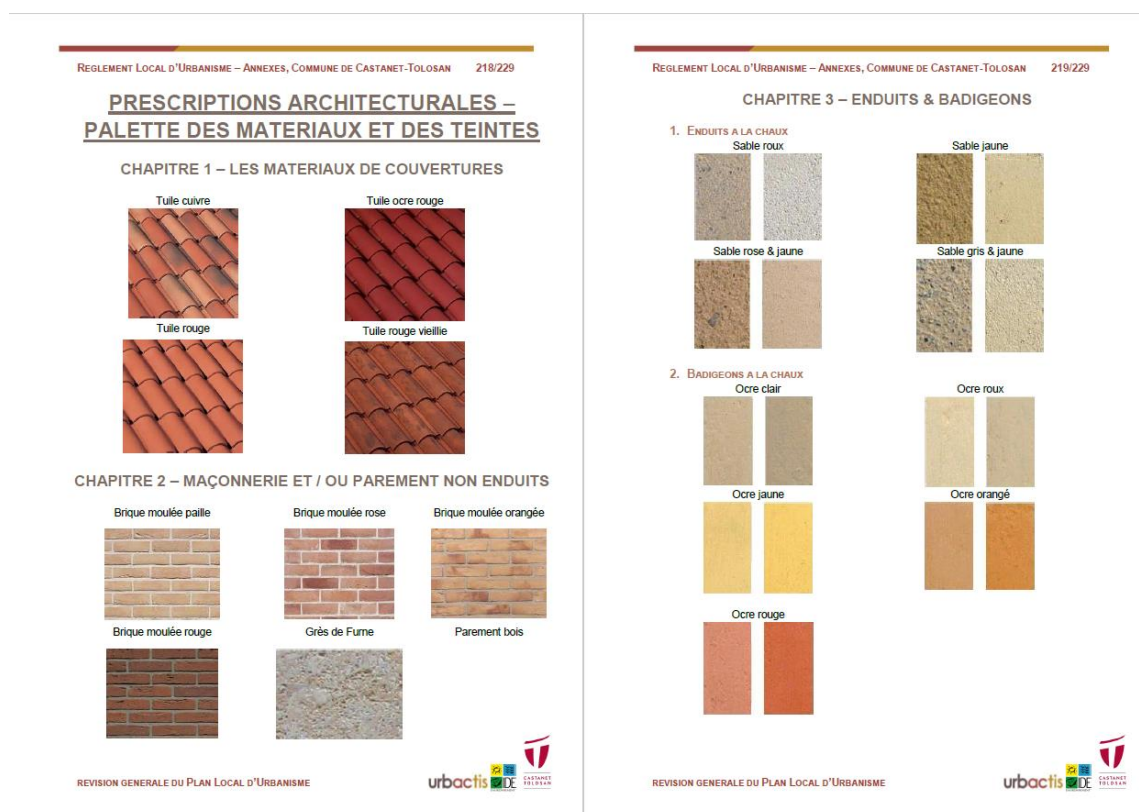 REGLEMENT LOCAL D'URBANISME – ANNEXES, COMMUNE DE CASTANET-TOLOSAN 218/229
PRESCRIPTIONS ARCHITECTURALES –
PALETTE DES MATERIAUX ET DES TEINTES
CHAPITRE 1 – LES MATERIAUX DE COUVERTURES
Tuile cuivre
Tuile ocre rouge
Tuile rouge
Tuile rouge vieillie
CHAPITRE 2 – MAÇONNERIE ET / OU PAREMENT NON ENDUITS
Brique moulée paille
Brique moulée rose
Brique moulée orangée
Brique moulée rouge
Grès de Furne
Parement bois
REVISION GENERALE DU PLAN LOCAL D'URBANISME
urbactis
IDE
CASTANET
TOLOSAN
REGLEMENT LOCAL D'URBANISME – ANNEXES, COMMUNE DE CASTANET-TOLOSAN 219/229
CHAPITRE 3 – ENDUITS & BADIGEONS
1. ENDUITS A LA CHAUX
Sable roux
Sable jaune
Sable rose & jaune
Sable gris & jaune
2. BADIGEONS A LA CHAUX
Ocre clair
Ocre roux
Ocre jaune
Ocre orangé
Ocre rouge
REVISION GENERALE DU PLAN LOCAL D'URBANISME
urbactis
IDE
CASTANET
TOLOSAN